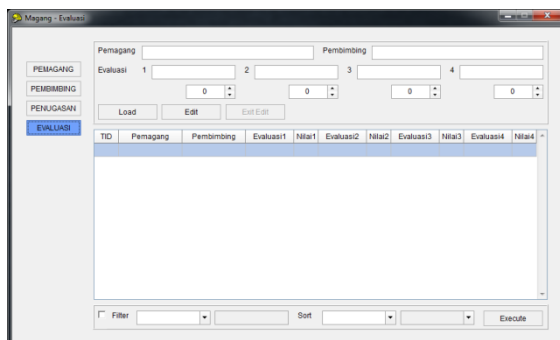 Magang - Evaluasi
Pemagang Pembimbing
PEMAGANG
Evaluasi 1 2 3 4
PEMBIMBING
0 0 0 0
PENUGASAN
Load Edit Exit Edit
EVALUASI
TID Pemagang Pembimbing Evaluasi1 Nilai1 Evaluasi2 Nilai2 Evaluasi3 Nilai3 Evaluasi4 Nilai4
Filter Sort Execute